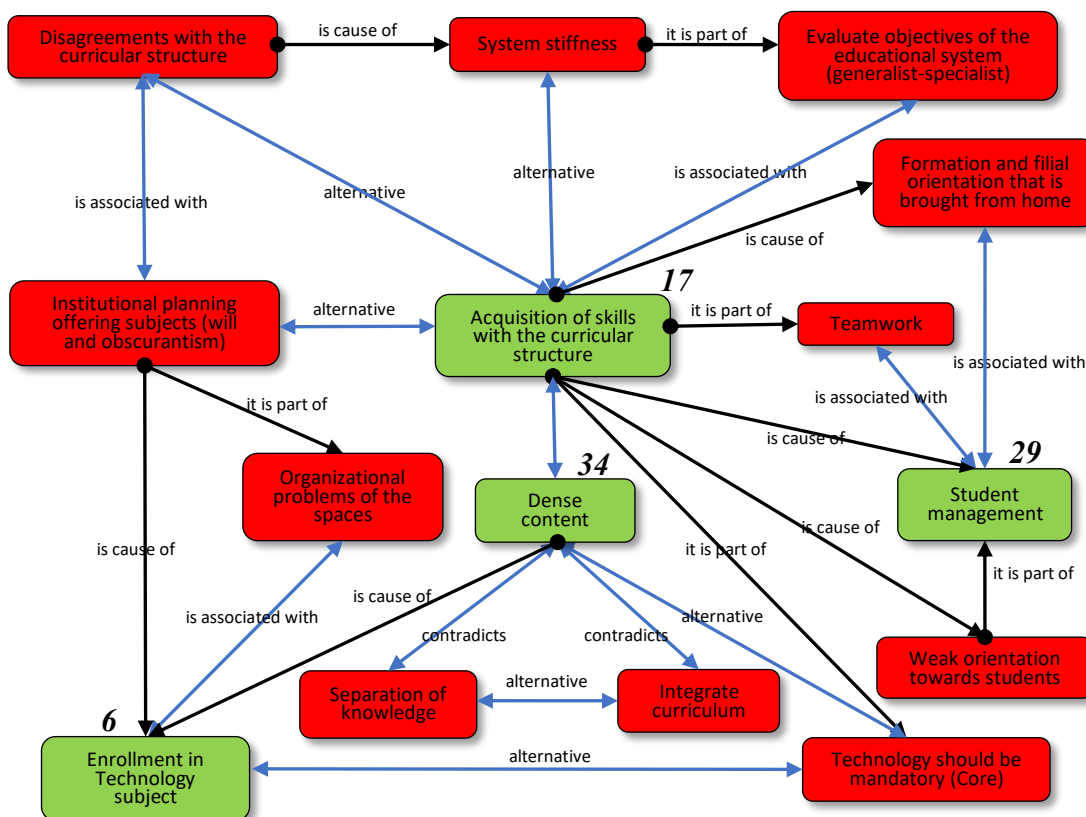 Disagreements with the
curricular structure
is cause of
System stiffness
it is part of
Evaluate objectives of the
educational system
(generalist-specialist)
is associated with
alternative
alternative
is associated with
Formation and filial
orientation that is
brought from home
is cause of
17
Institutional planning
offering subjects (will
and obscurantism)
alternative
Acquisition of skills
with the curricular
structure
it is part of
Teamwork
is associated with
is associated with
it is part of
is cause of
Organizational
problems of the
spaces
34
Dense
content
29
Student
management
is cause of
is cause of
it is part of
is cause of
it is part of
is associated with
alternative
contradicts
contradicts
Separation of
knowledge
alternative
Integrate
curriculum
Weak orientation
towards students
6
Enrollment in
Technology
subject
alternative
Technology should be
mandatory (Core)